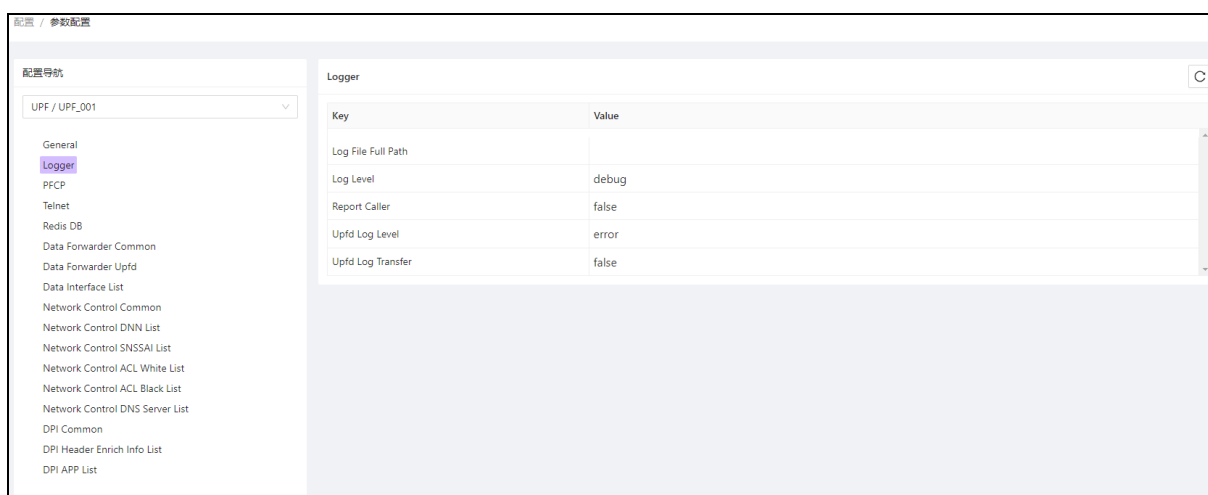 配置 / 参数配置
配置导航
UPF / UPF_001
General
Logger
PFCP
Telnet
Redis DB
Data Forwarder Common
Data Forwarder Upfd
Data Interface List
Network Control Common
Network Control DNN List
Network Control SNSSAI List
Network Control ACL White List
Network Control ACL Black List
Network Control DNS Server List
DPI Common
DPI Header Enrich Info List
DPI APP List
Logger
Key Value
Log File Full Path
Log Level debug
Report Caller false
Upfd Log Level error
Upfd Log Transfer false